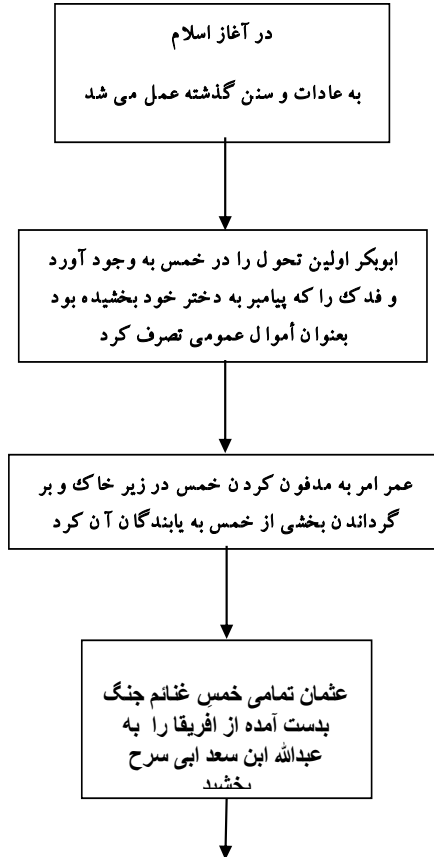 در آغاز اسلام
به عادات و سنن گذشته عمل می شد
ابوبکر اولین تحول را در خمس به وجود آورد
و فدک را که پیامبر به دختر خود بخشیده بود
بعنوان أموال عمومی تصرف کرد
عمر امر به مدفون کردن خمس در زیر خاک و بر
گرداندن بخشی از خمس به یابندگان آن کرد
عثمان تمامی خمسِ غنائم جنگ
بدست آمده از افریقا را به
عبدالله ابن سعد ابی سرح
بخشید